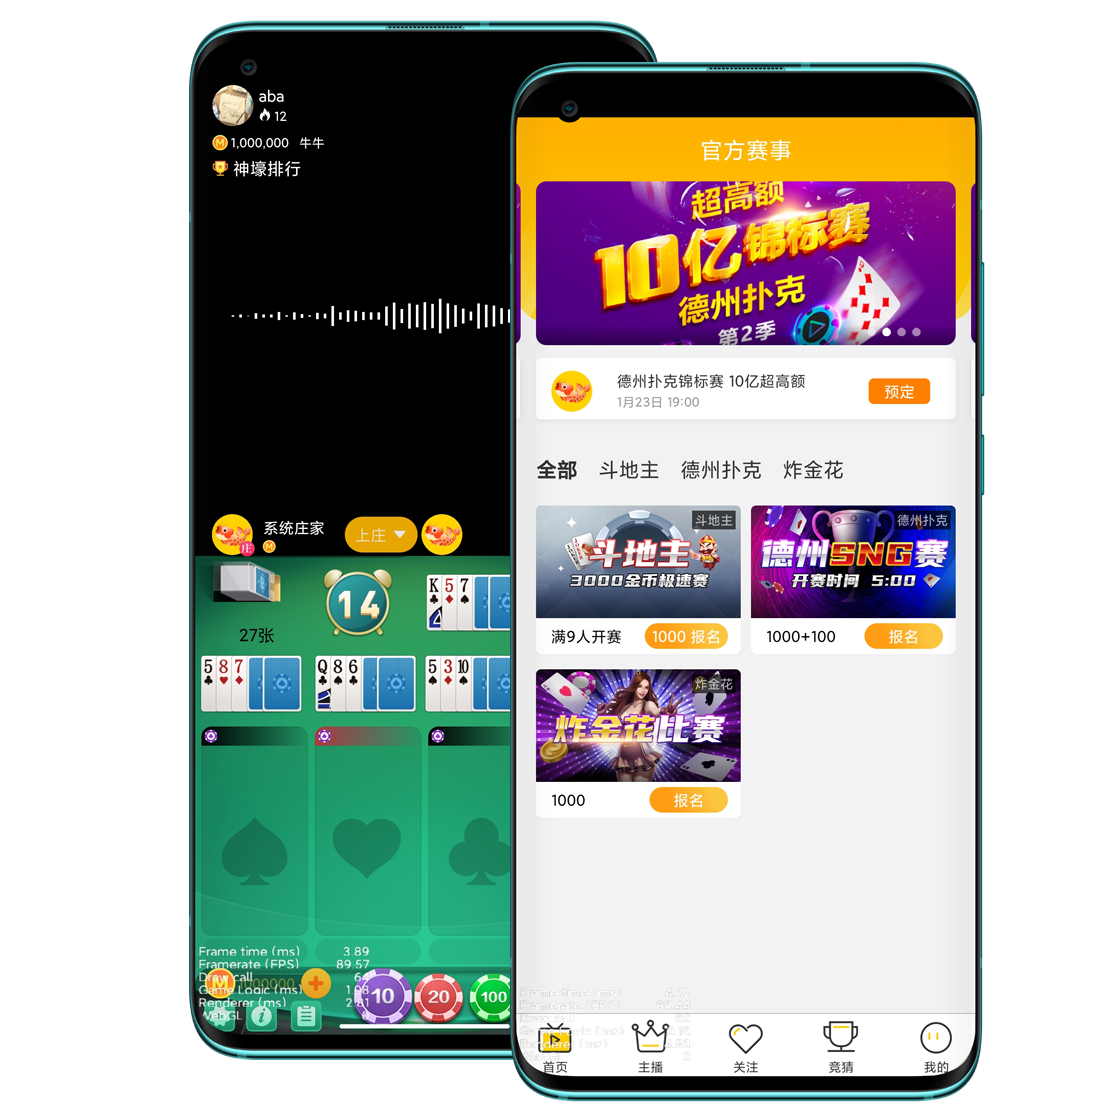 aba
12
1,000,000 牛牛
神壕排行
系统庄家
庄
上庄
27张
14
K 5 7
5 8 7
Q 8 6
5 3 10
Frame time (ms) 3.89
Framerate (FPS) 89.57
Draw call
Game Logic (ms)
Renderer (ms)
WebGL
10
20
100
官方赛事
超高额
10亿锦标赛
德州扑克
第2季
德州扑克锦标赛 10亿超高额
1月23日 19:00
预定
全部 斗地主 德州扑克 炸金花
斗地主
斗地主
3000金币极速赛
满9人开赛
1000 报名
德州扑克
德州SNG赛
开赛时间 5:00
1000+100
报名
炸金花
炸金花比赛
1000
报名
首页 主播 关注 竞猜 我的